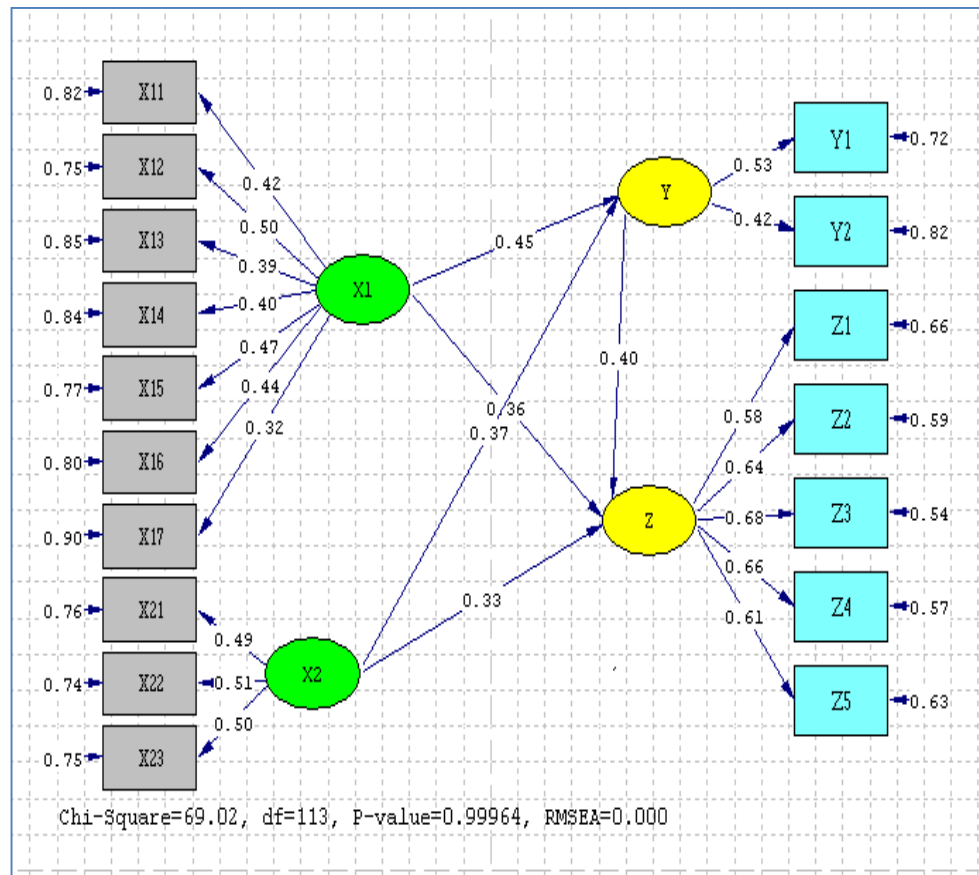 0.82 X11
0.42
0.75 X12
0.50
0.85 X13
0.39
0.84 X14
0.40
0.77 X15
0.47
0.80 X16
0.44
0.90 X17
0.32
0.76 X21
0.49
0.74 X22
0.51
0.75 X23
0.50
X1
X2
0.45
0.36
0.37
0.33
Y
0.40
Z
0.53
Y1 0.72
0.42
Y2 0.82
0.58
Z1 0.66
0.64
Z2 0.59
0.68
Z3 0.54
0.66
Z4 0.57
0.61
Z5 0.63
Chi-Square=69.02, df=113, P-value=0.99964, RMSEA=0.000